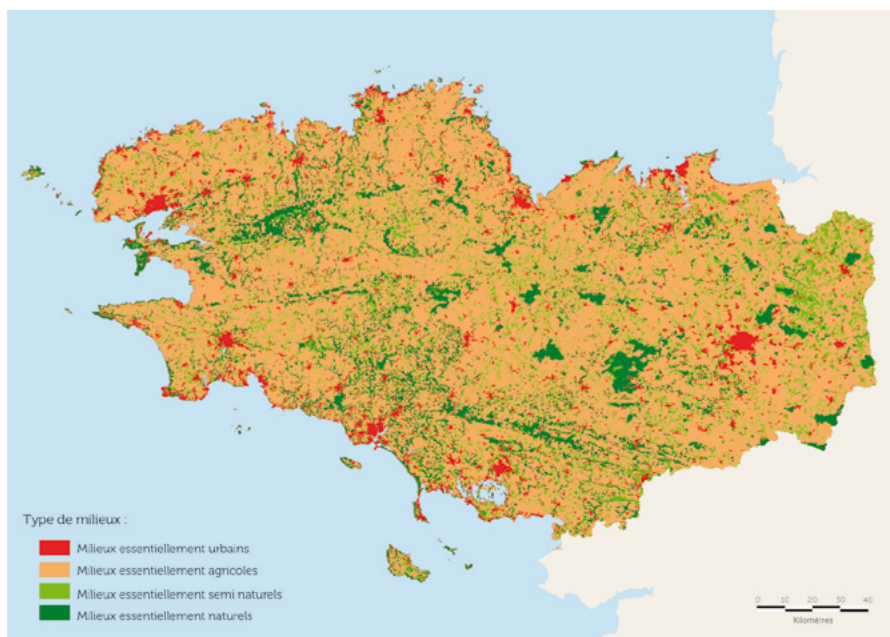 Type de milieux :
Milieux essentiellement urbains
Milieux essentiellement agricoles
Milieux essentiellement semi naturels
Milieux essentiellement naturels
0 10 20 30 40
Kilomètres